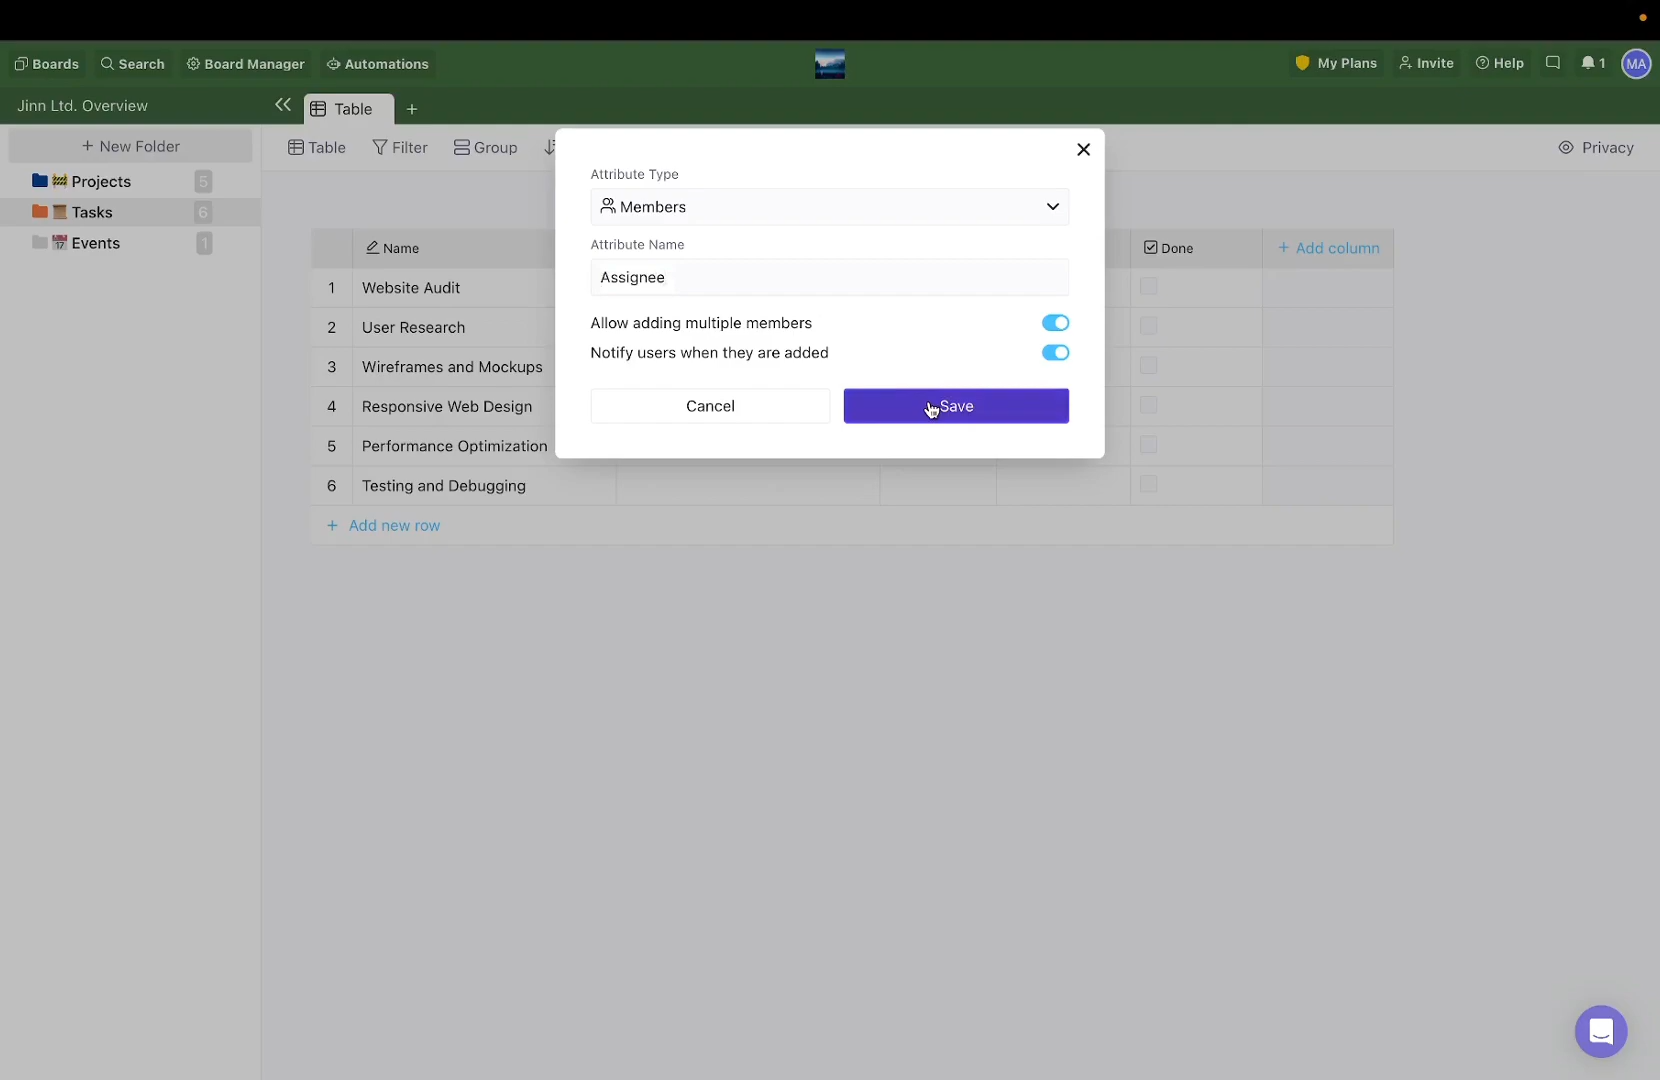 Boards Search Board Manager Automations My Plans Invite Help 1 MA
Jinn Ltd. Overview Table +
+ New Folder Table Filter Group Privacy
Projects 5
Tasks 6
Events 1
Attribute Type
Members
Attribute Name
Assignee
Allow adding multiple members
Notify users when they are added
Cancel Save
Name Done + Add column
1 Website Audit
2 User Research
3 Wireframes and Mockups
4 Responsive Web Design
5 Performance Optimization
6 Testing and Debugging
+ Add new row